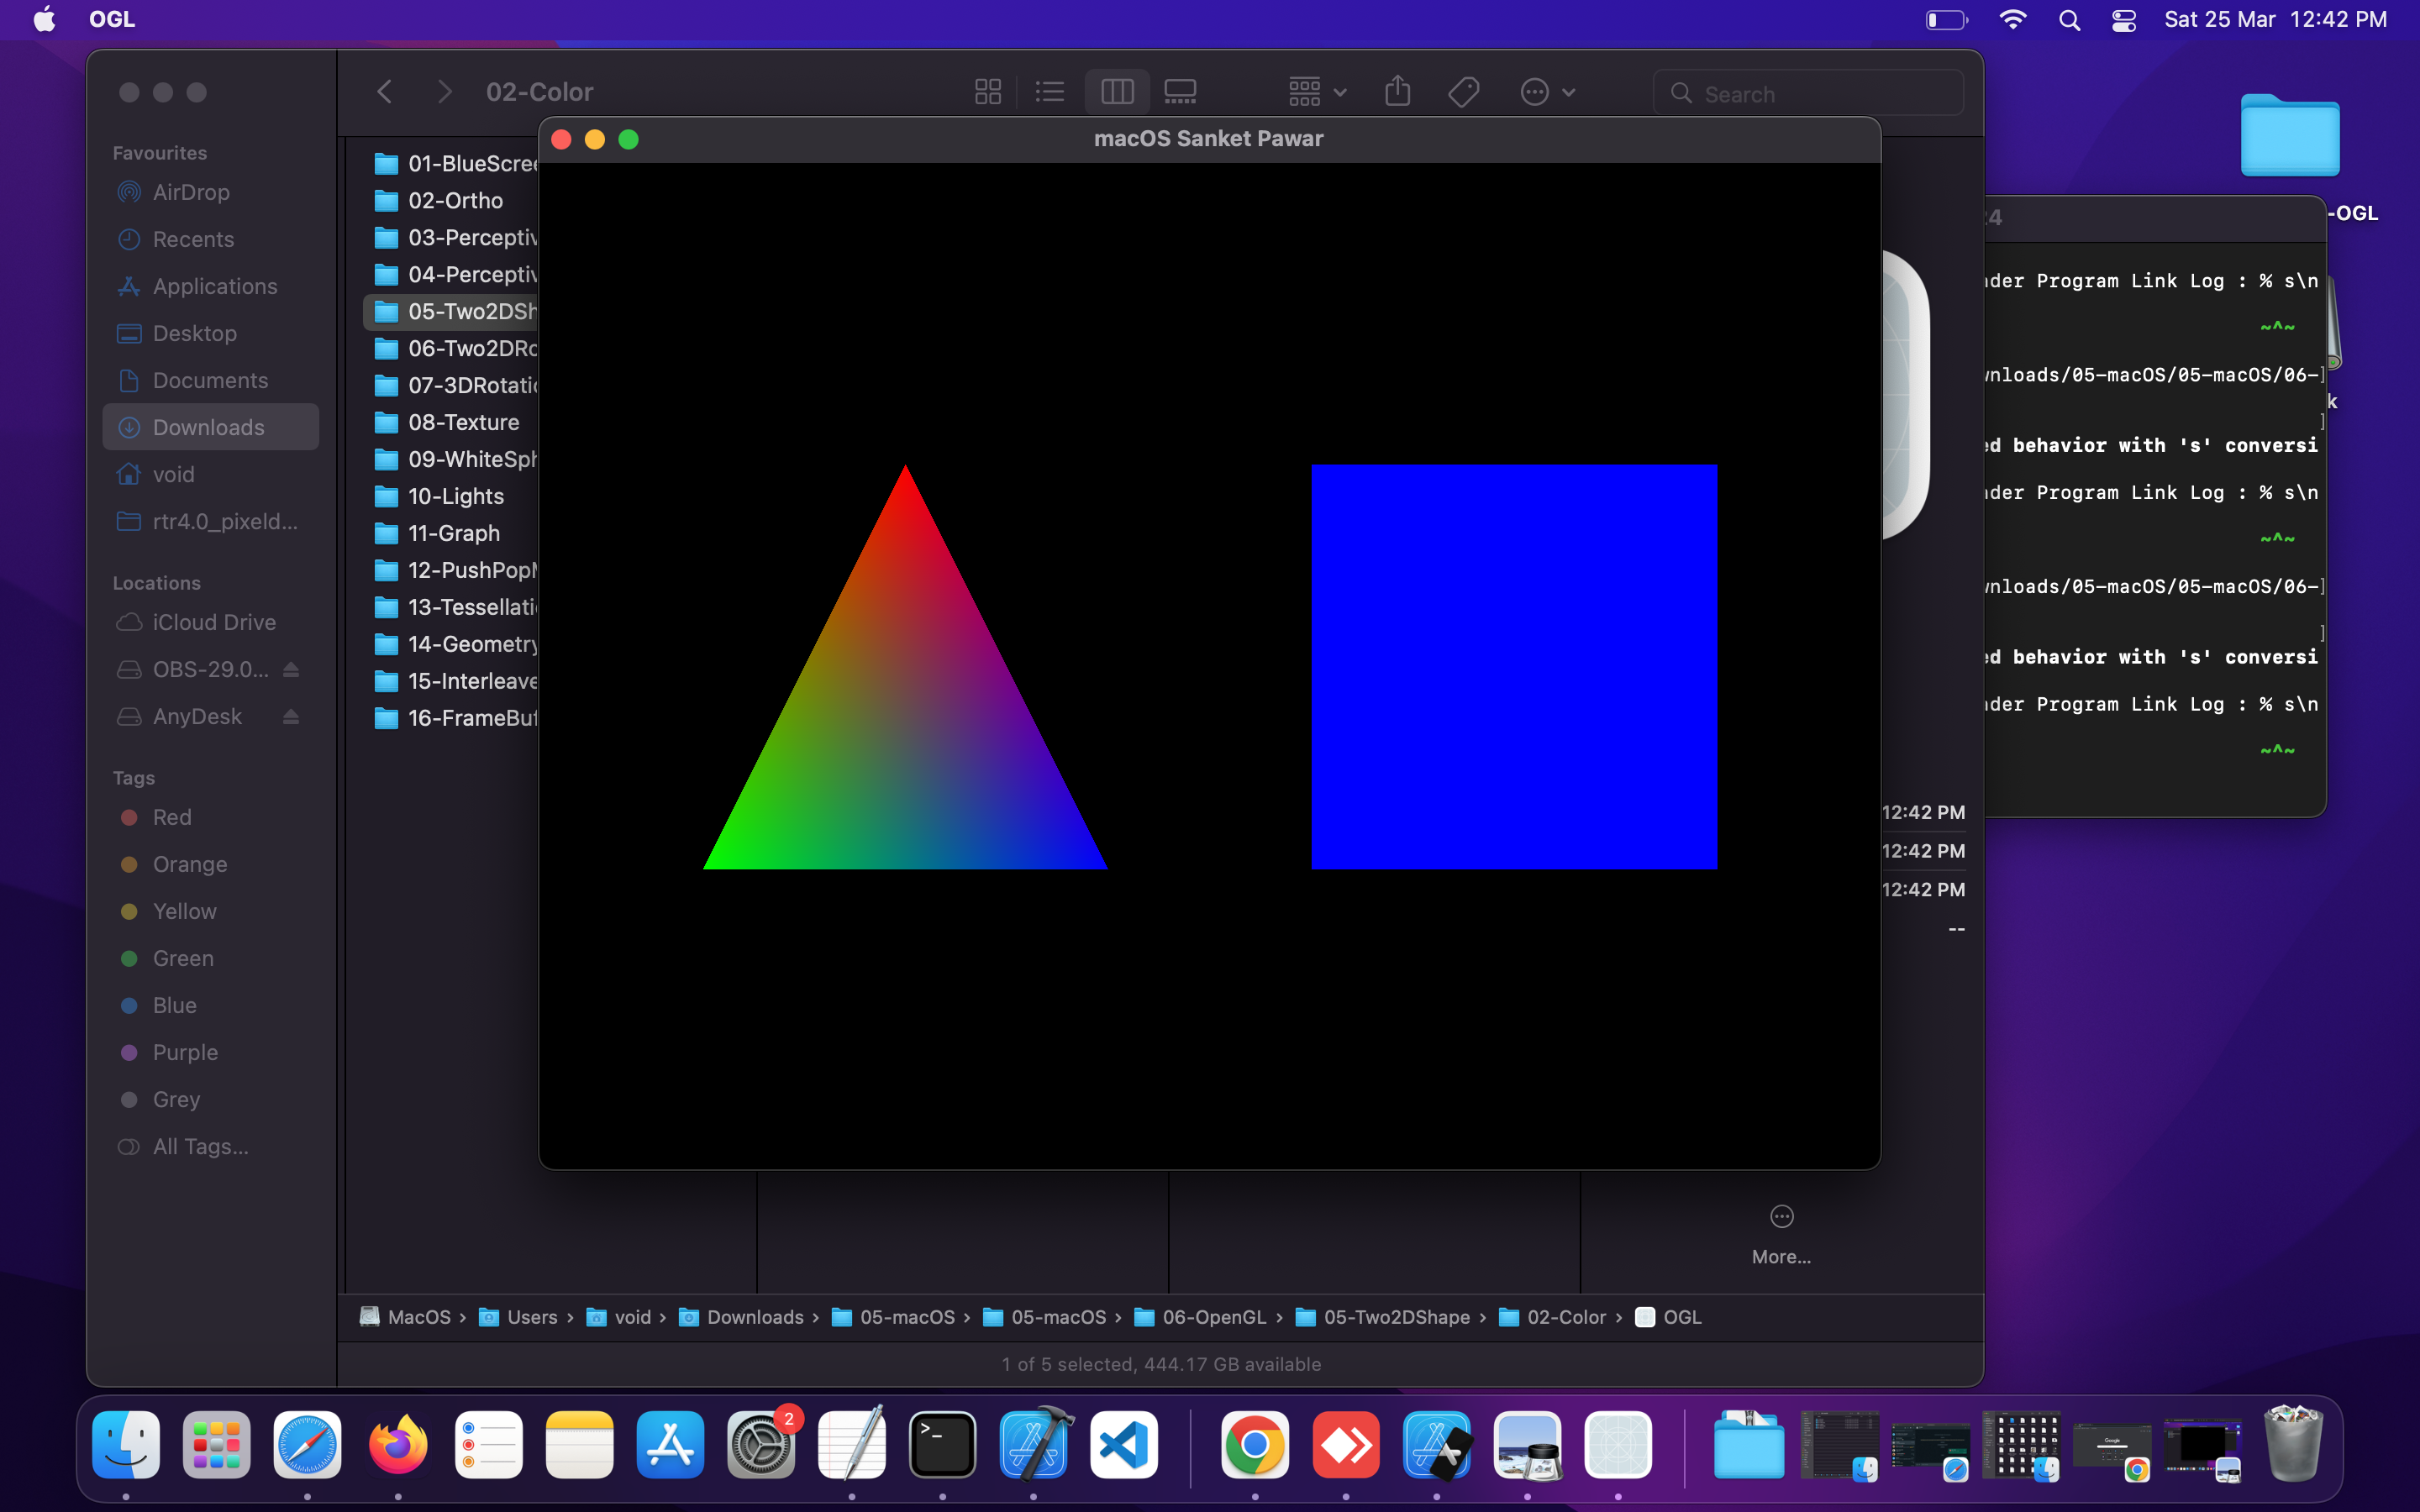 OGL
Sat 25 Mar 12:42 PM
02-Color
Search
macOS Sanket Pawar
Favourites
AirDrop
Recents
Applications
Desktop
Documents
Downloads
void
rtr4.0_pixeld...
Locations
iCloud Drive
OBS-29.0...
AnyDesk
Tags
Red
Orange
Yellow
Green
Blue
Purple
Grey
All Tags...
01-BlueScree
02-Ortho
03-Perceptiv
04-Perceptiv
05-Two2DSh
06-Two2DRo
07-3DRotatio
08-Texture
09-WhiteSph
10-Lights
11-Graph
12-PushPopM
13-Tessellati
14-Geometry
15-Interleave
16-FrameBuf
12:42 PM
12:42 PM
12:42 PM
--
More...
24
-OGL
k
der Program Link Log : % s\n
~^~
wnloads/05-macOS/05-macOS/06-]
]
ed behavior with 's' conversi
der Program Link Log : % s\n
~^~
wnloads/05-macOS/05-macOS/06-]
]
ed behavior with 's' conversi
der Program Link Log : % s\n
~^~
MacOS › Users › void › Downloads › 05-macOS › 05-macOS › 06-OpenGL › 05-Two2DShape › 02-Color › OGL
1 of 5 selected, 444.17 GB available
2
>_